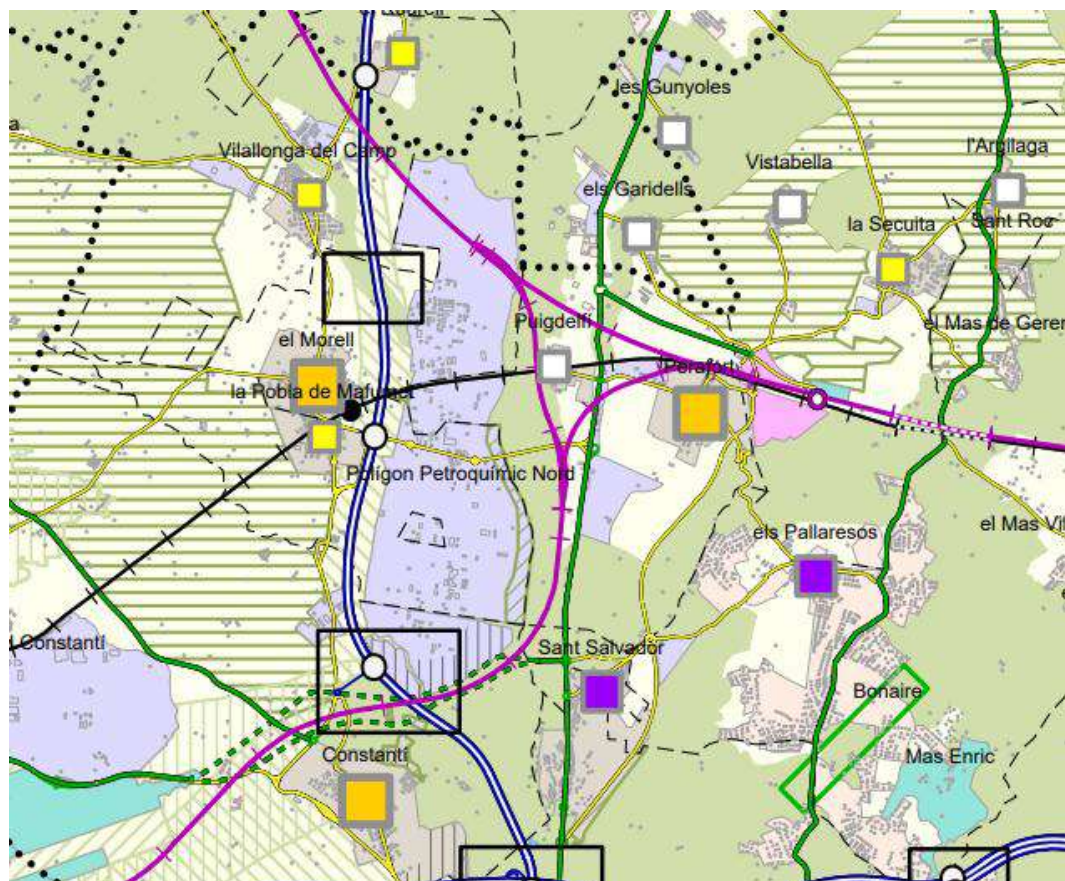 les Gunyoles
a
Vilallonga del Camp
Vistabella
l'Argilaga
els Garidells
la Secuita
Sant Roc
Puigdelfí
el Mas de Gerer
el Morell
Perafort
la Pobla de Mafumet
Polígon Petroquímic Nord
els Pallaresos
el Mas Vil
Constantí
Sant Salvador
Bonaire
Constantí
Mas Enric